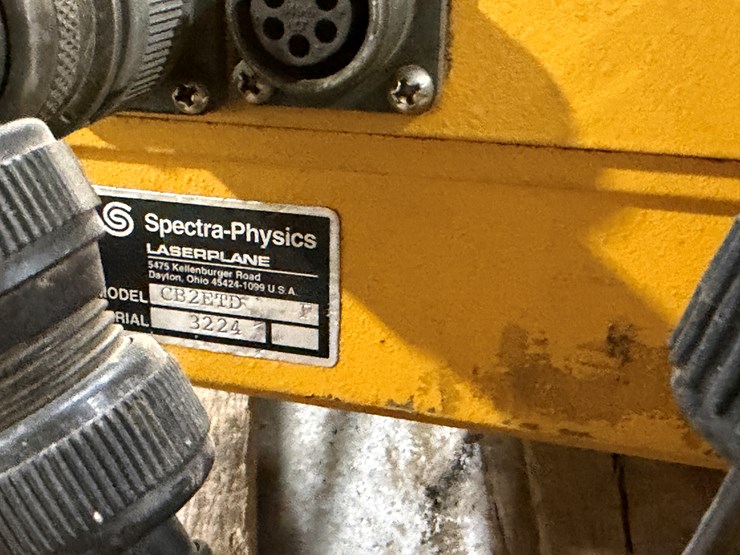 Spectra-Physics
LASERPLANE
5475 Kellenburger Road
Dayton, Ohio 45424-1099 U.S.A.
MODEL CB2ETD F
RIAL 3224